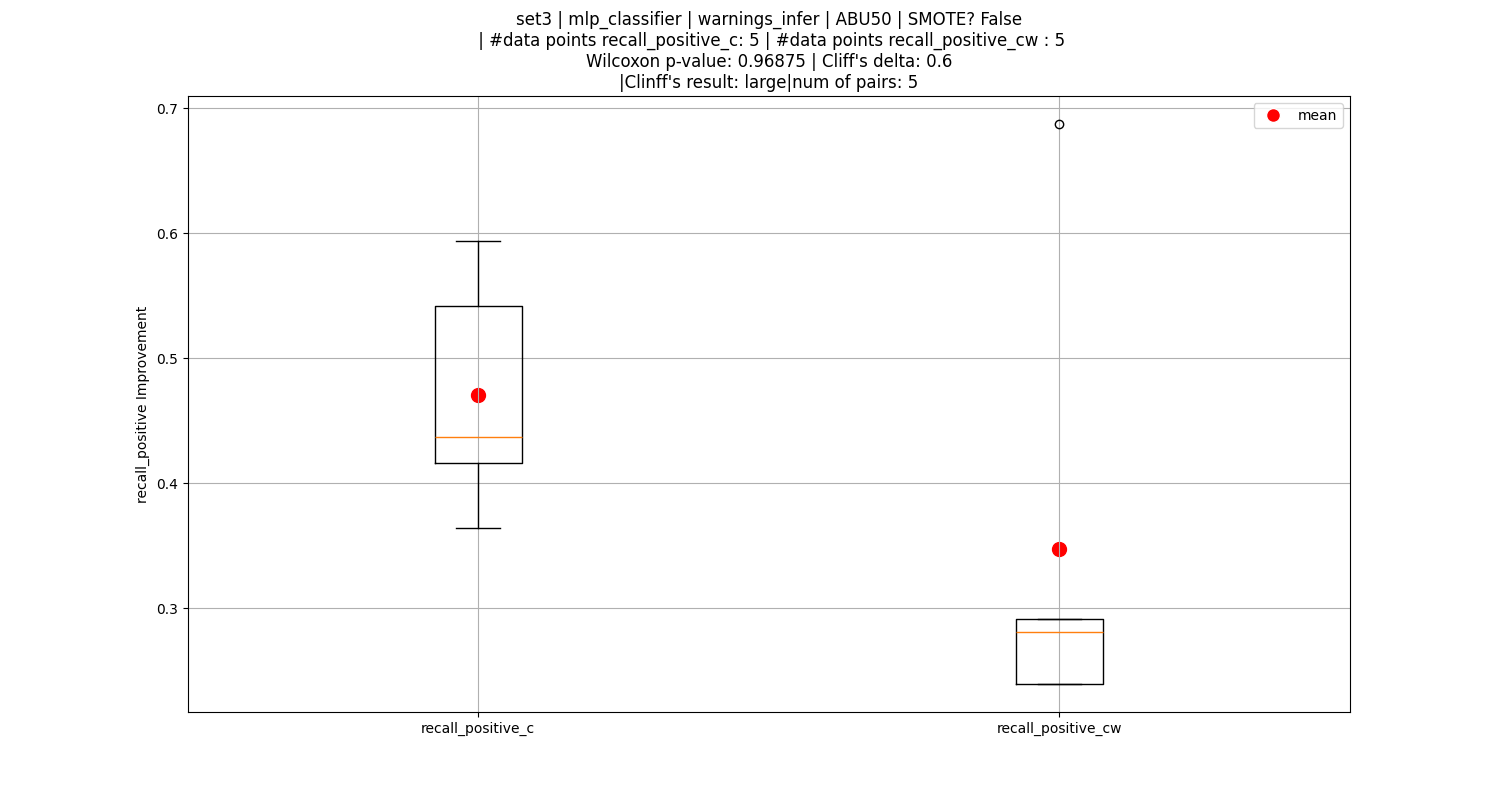 set3 | mlp_classifier | warnings_infer | ABU50 | SMOTE? False
| #data points recall_positive_c: 5 | #data points recall_positive_cw : 5
Wilcoxon p-value: 0.96875 | Cliff's delta: 0.6
|Clinff's result: large|num of pairs: 5
mean
0.7
0.6
0.5
0.4
0.3
recall_positive Improvement
recall_positive_c
recall_positive_cw